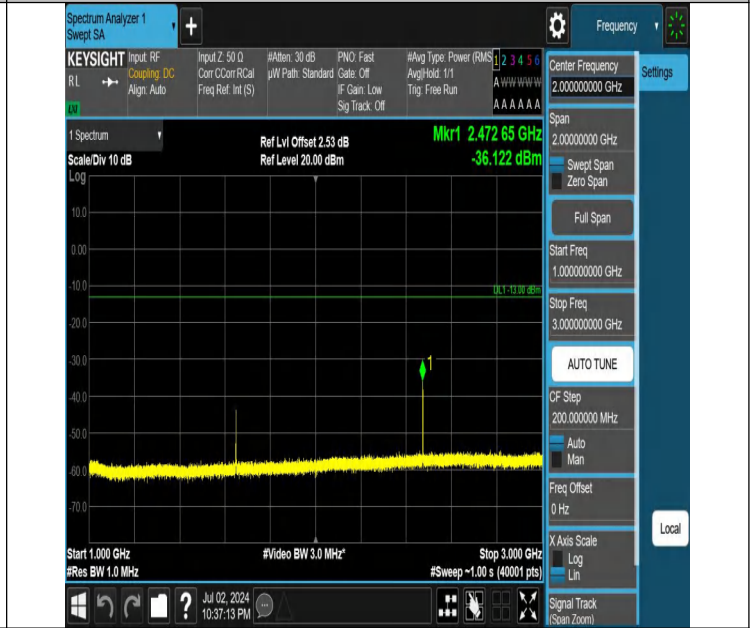 Spectrum Analyzer 1
Swept SA
Frequency
KEYSIGHT
Input: RF
Coupling: DC
Align: Auto
Input Z: 50 Ω
Corr CCorr RCal
Freq Ref: Int (S)
#Atten: 30 dB
µW Path: Standard
PNO: Fast
Gate: Off
IF Gain: Low
Sig Track: Off
#Avg Type: Power (RMS
Avg|Hold: 1/1
Trig: Free Run
1 2 3 4 5 6
A W W W W W
A A A A A A
R L
LXI
Center Frequency
2.000000000 GHz
Settings
1 Spectrum
Scale/Div 10 dB
Log
Ref Lvl Offset 2.53 dB
Ref Level 20.00 dBm
Mkr1 2.472 65 GHz
-36.122 dBm
Span
2.00000000 GHz
Swept Span
Zero Span
Full Span
Start Freq
1.000000000 GHz
Stop Freq
3.000000000 GHz
AUTO TUNE
CF Step
200.000000 MHz
Auto
Man
Freq Offset
0 Hz
X Axis Scale
Log
Lin
Signal Track
(Span Zoom)
Local
10.0
0.00
-10.0
DL1 -13.00 dBm
-20.0
-30.0
1
-40.0
-50.0
-60.0
-70.0
Start 1.000 GHz
#Res BW 1.0 MHz
#Video BW 3.0 MHz*
Stop 3.000 GHz
#Sweep ~1.00 s (40001 pts)
?
Jul 02, 2024
10:37:13 PM